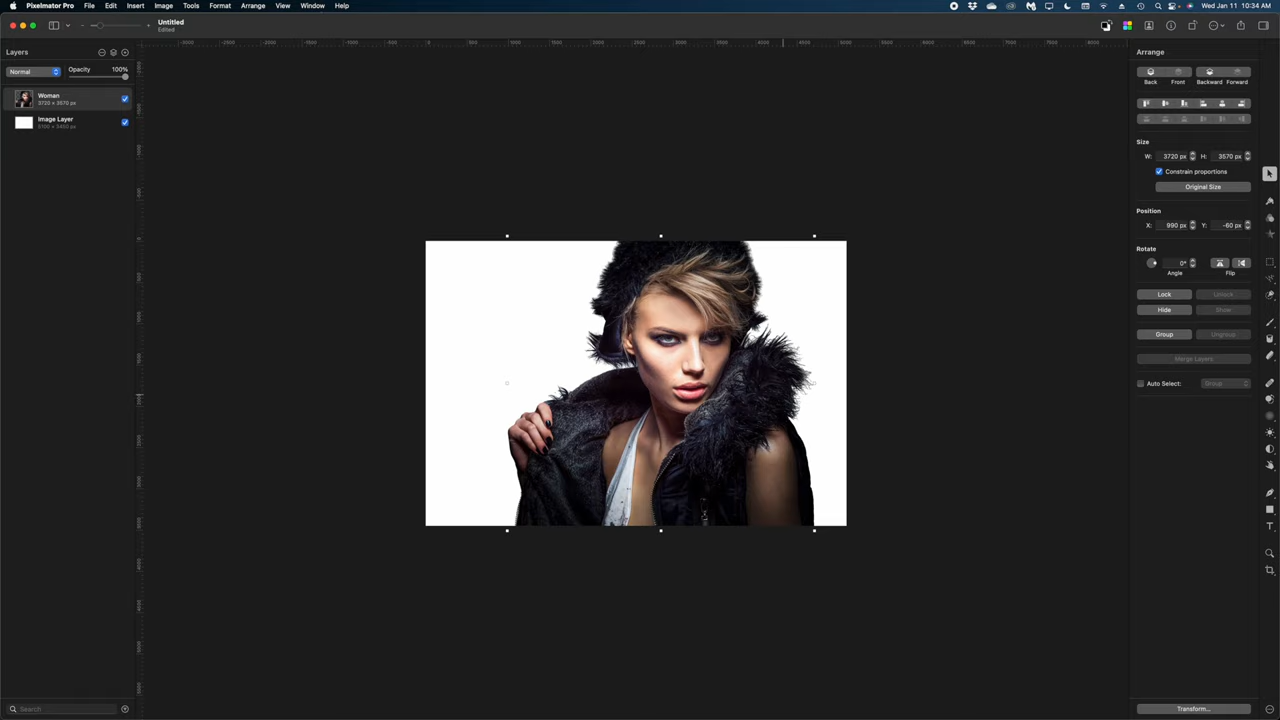 Pixelmator Pro File Edit Insert Image Tools Format Arrange View Window Help
Wed Jan 11 10:34 AM
Untitled
Edited
Layers
Normal
Opacity 100%
Woman
3720 × 3570 px
Image Layer
5100 × 3450 px
Search
Arrange
Back Front Backward Forward
Size
W: 3720 px H: 3570 px
Constrain proportions
Original Size
Position
X: 990 px Y: -60 px
Rotate
0°
Angle Flip
Lock Unlock
Hide Show
Group Ungroup
Merge Layers
Auto Select: Group
Transform...